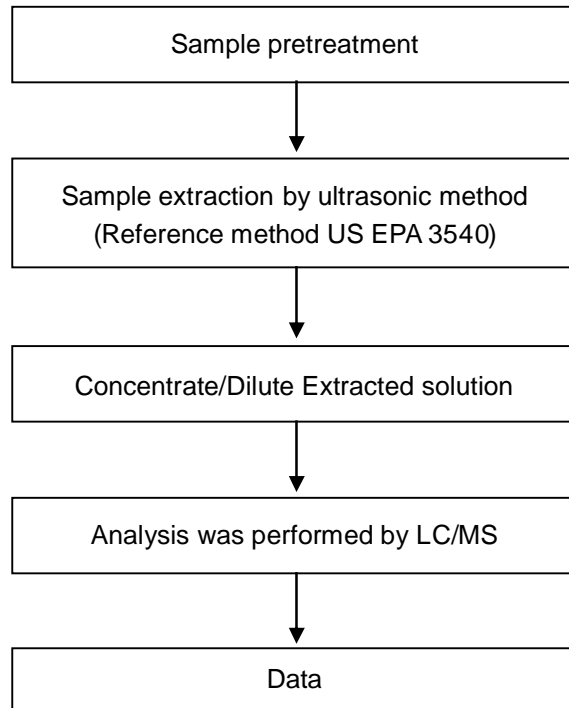 Sample pretreatment
Sample extraction by ultrasonic method
(Reference method US EPA 3540)
Concentrate/Dilute Extracted solution
Analysis was performed by LC/MS
Data